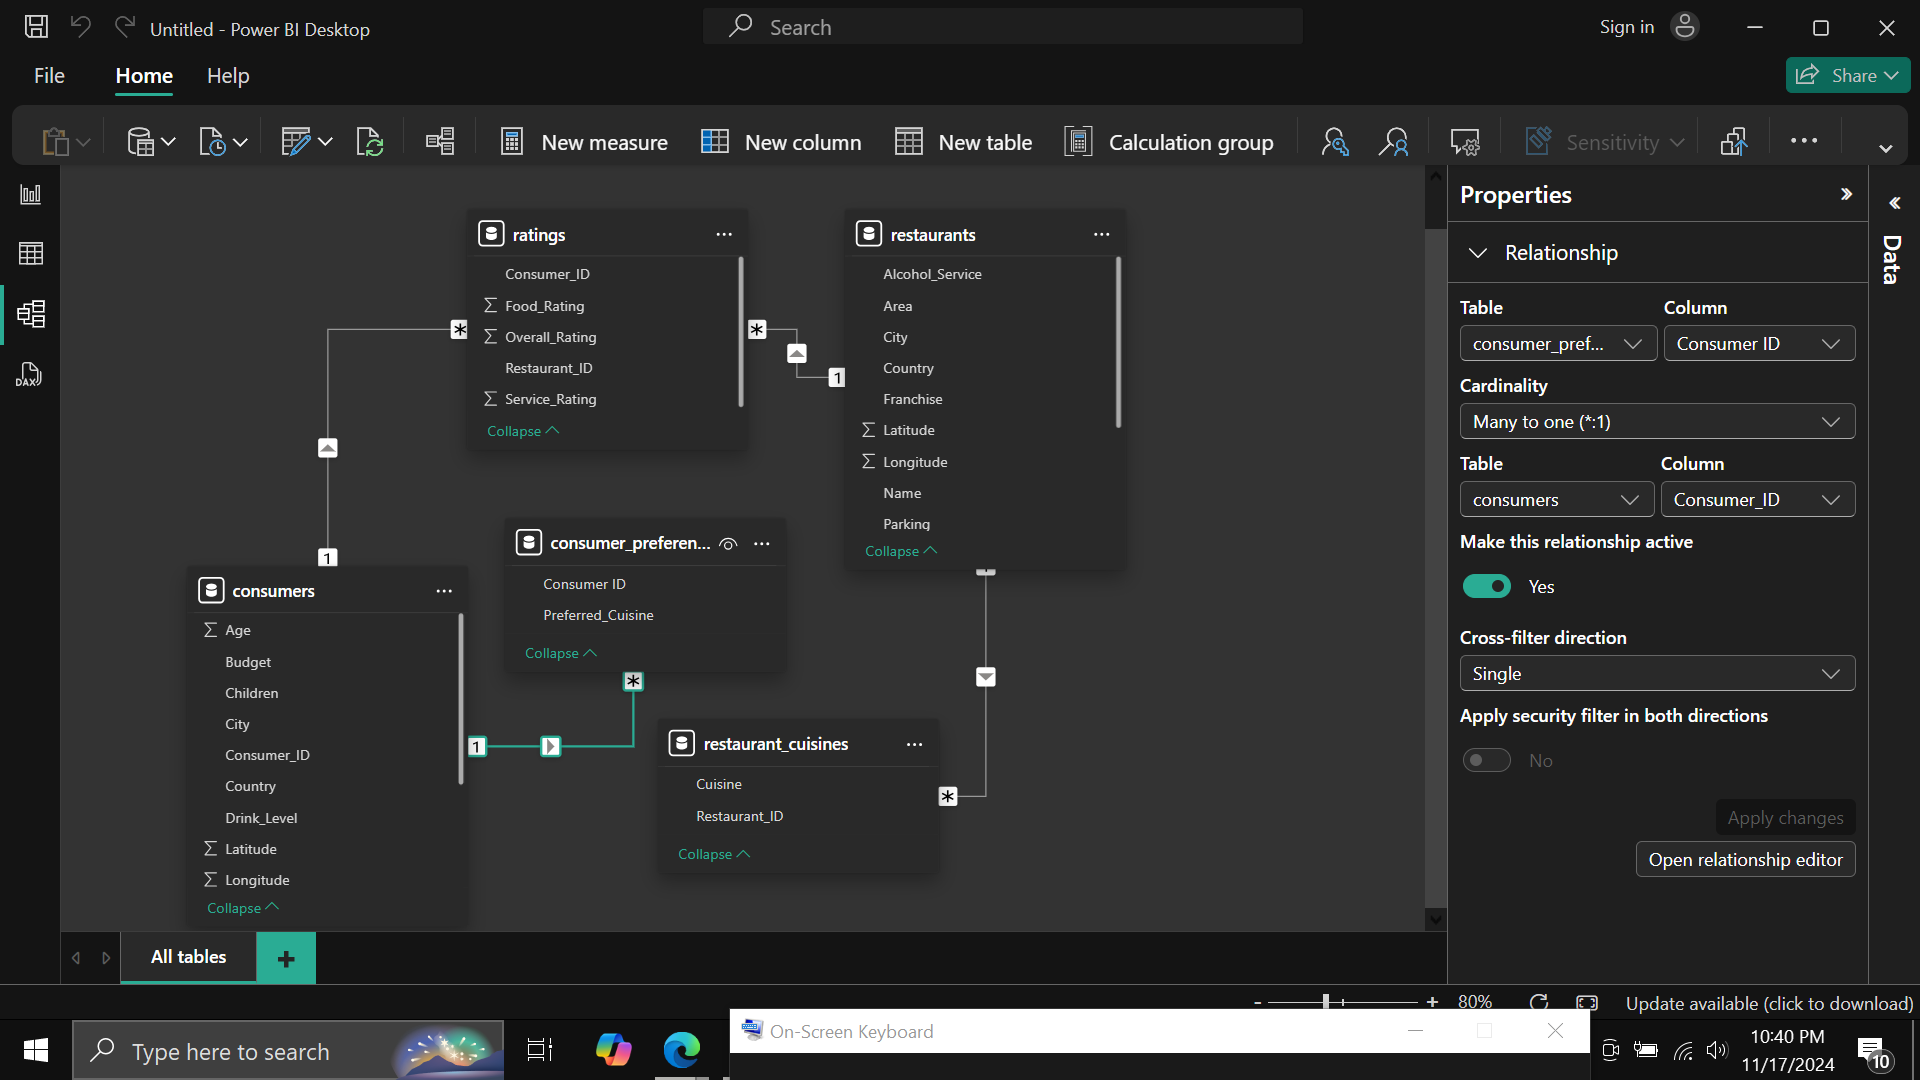 Untitled - Power BI Desktop
Search
Sign in
File
Home
Help
Share
New measure
New column
New table
Calculation group
Sensitivity
DAX
ratings
Consumer_ID
Food_Rating
Overall_Rating
Restaurant_ID
Service_Rating
Collapse
restaurants
Alcohol_Service
Area
City
Country
Franchise
Latitude
Longitude
Name
Parking
Collapse
consumer_preferen...
Consumer ID
Preferred_Cuisine
Collapse
consumers
Age
Budget
Children
City
Consumer_ID
Country
Drink_Level
Latitude
Longitude
Collapse
restaurant_cuisines
Cuisine
Restaurant_ID
Collapse
* 1
* 1
1 *
*
Properties
Relationship
Table Column
consumer_pref... Consumer ID
Cardinality
Many to one (*:1)
Table Column
consumers Consumer_ID
Make this relationship active
Yes
Cross-filter direction
Single
Apply security filter in both directions
No
Apply changes
Open relationship editor
Data
All tables
+
- + 80%
Update available (click to download)
Type here to search
On-Screen Keyboard
10:40 PM
11/17/2024
10